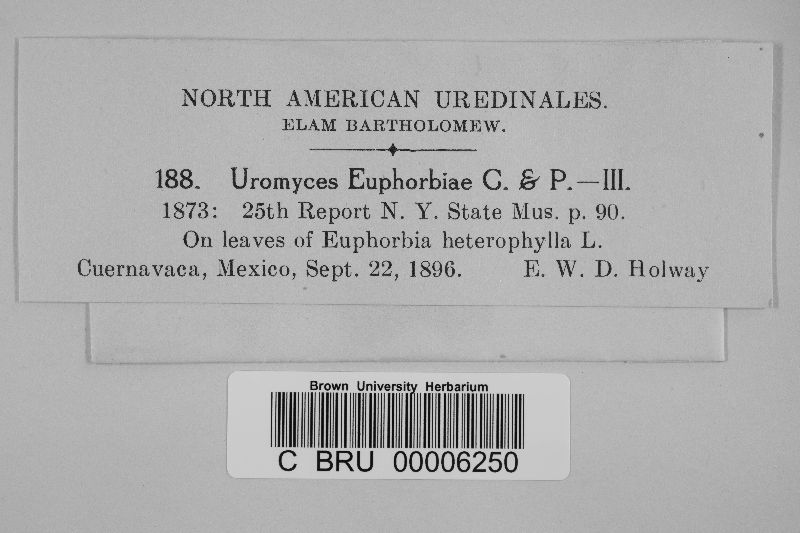 NORTH AMERICAN UREDINALES.
ELAM BARTHOLOMEW.
188. Uromyces Euphorbiae C. & P.—III.
1873: 25th Report N. Y. State Mus. p. 90.
On leaves of Euphorbia heterophylla L.
Cuernavaca, Mexico, Sept. 22, 1896. E. W. D. Holway
Brown University Herbarium
C BRU 00006250